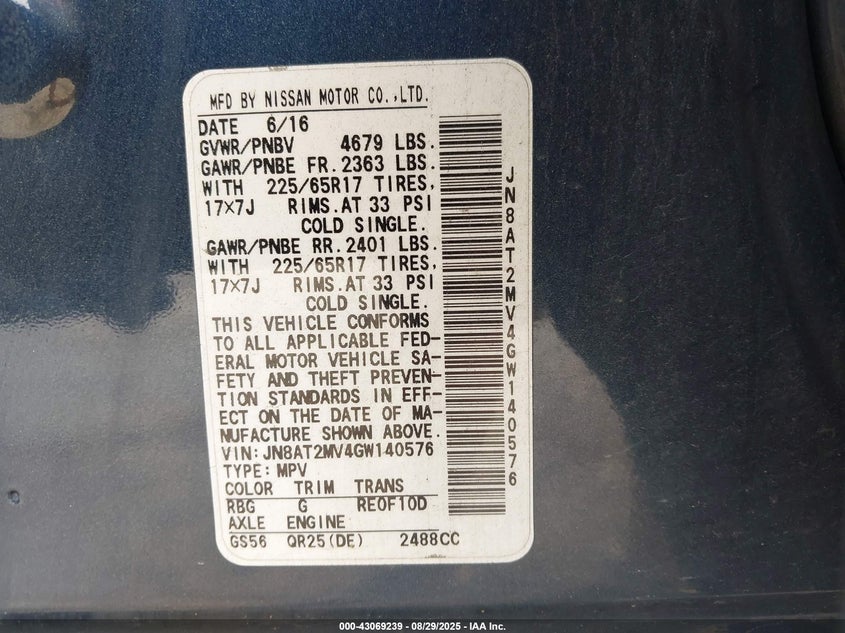 MFD BY NISSAN MOTOR CO.,LTD.
DATE 6/16
GVWR/PNBV 4679 LBS.
GAWR/PNBE FR.2363 LBS.
WITH 225/65R17 TIRES,
17×7J RIMS.AT 33 PSI
COLD SINGLE.
GAWR/PNBE RR.2401 LBS.
WITH 225/65R17 TIRES,
17×7J RIMS.AT 33 PSI
COLD SINGLE.
THIS VEHICLE CONFORMS
TO ALL APPLICABLE FED-
ERAL MOTOR VEHICLE SA-
FETY AND THEFT PREVEN-
TION STANDARDS IN EFF-
ECT ON THE DATE OF MA-
NUFACTURE SHOWN ABOVE.
VIN:JN8AT2MV4GW140576
TYPE:MPV
COLOR TRIM TRANS
RBG G RE0F10D
AXLE ENGINE
GS56 QR25(DE) 2488CC
JN8AT2MV4GW140576
000-43069239 - 08/29/2025 - IAA Inc.